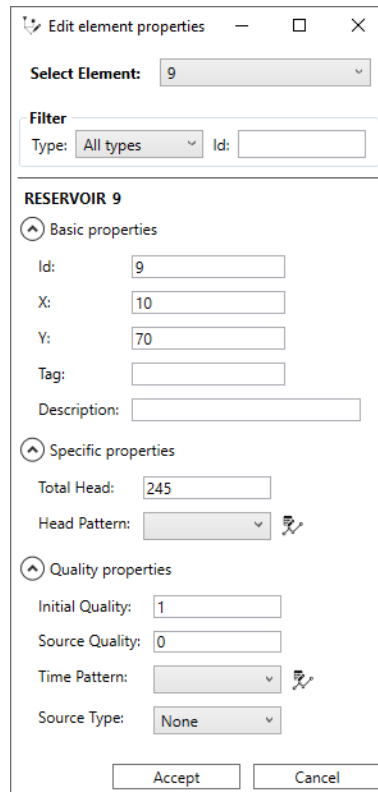 Edit element properties
Select Element: 9
Filter
Type: All types Id:
RESERVOIR 9
Basic properties
Id: 9
X: 10
Y: 70
Tag:
Description:
Specific properties
Total Head: 245
Head Pattern:
Quality properties
Initial Quality: 1
Source Quality: 0
Time Pattern:
Source Type: None
Accept Cancel